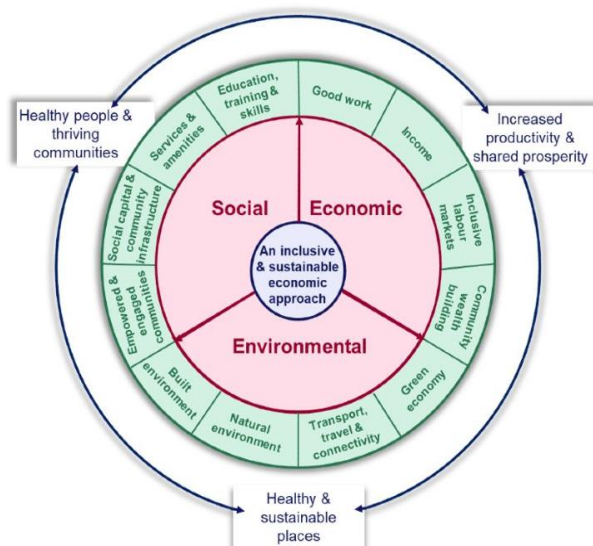 Healthy people &
thriving
communities
Increased
productivity &
shared prosperity
Healthy &
sustainable
places
Social
Economic
Environmental
An inclusive
& sustainable
economic
approach
Education,
training &
skills
Good work
Income
Inclusive
labour
markets
Community
wealth
building
Green
economy
Transport,
travel &
connectivity
Natural
environment
Built
environment
Empowered &
engaged
communities
Social capital &
community
infrastructure
Services &
amenities